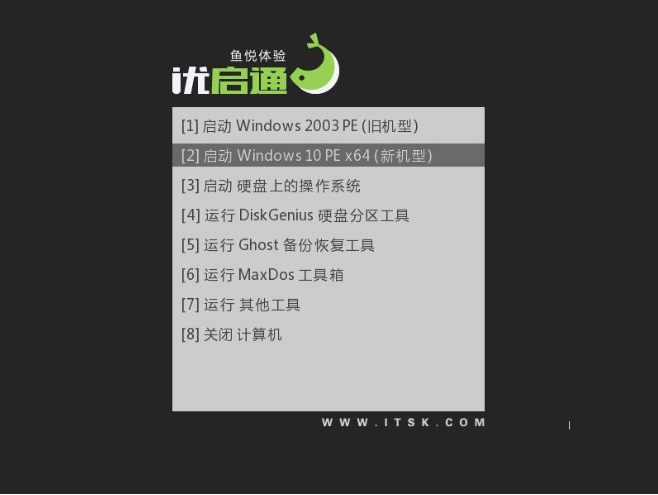 鱼悦体验
优启通
[1] 启动 Windows 2003 PE (旧机型)
[2] 启动 Windows 10 PE x64 (新机型)
[3] 启动 硬盘上的操作系统
[4] 运行 DiskGenius 硬盘分区工具
[5] 运行 Ghost 备份恢复工具
[6] 运行 MaxDos 工具箱
[7] 运行 其他工具
[8] 关闭 计算机
WWW.ITSK.COM